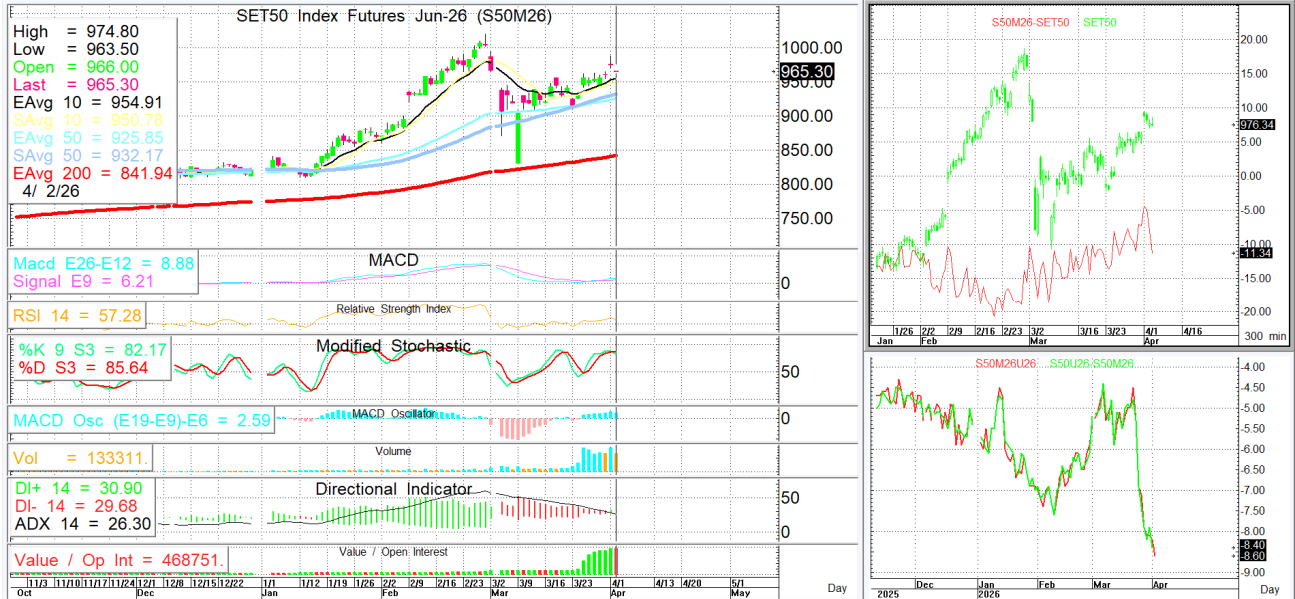 SET50 Index Futures Jun-26 (S50M26)
High = 974.80
Low = 963.50
Open = 966.00
Last = 965.30
EAvg 10 = 954.91
SAvg 10 = 950.78
EAvg 50 = 925.85
SAvg 50 = 932.17
EAvg 200 = 841.94
4/ 2/26
1000.00
965.30
950.00
900.00
850.00
800.00
750.00
MACD
Macd E26-E12 = 8.88
Signal E9 = 6.21
0
Relative Strength Index
RSI 14 = 57.28
Modified Stochastic
%K 9 S3 = 82.17
%D S3 = 85.64
50
MACD Oscillator
MACD Osc (E19-E9)-E6 = 2.59
0
Volume
Vol = 133311.
Directional Indicator
DI+ 14 = 30.90
DI- 14 = 29.68
ADX 14 = 26.30
50
0
Value / Open Interest
Value / Op Int = 468751.
11/3 11/10 11/17 11/24 12/1 12/8 12/15 12/22 1/1 1/12 1/19 1/26 2/2 2/9 2/16 2/23 3/2 3/9 3/16 3/23 4/1 4/13 4/20 5/1
Oct Dec Jan Feb Mar Apr May
Day
S50M26-SET50 SET50
20.00
15.00
10.00
976.34
5.00
0.00
-5.00
-10.00
-11.34
-15.00
-20.00
1/26 2/2 2/9 2/16 2/23 3/2 3/16 3/23 4/1 4/16
Jan Feb Mar Apr
300 min
S50M26U26 S50U26-S50M26
-4.00
-4.50
-5.00
-5.50
-6.00
-6.50
-7.00
-7.50
-8.00
-8.40
-8.60
-9.00
Dec Jan Feb Mar Apr
2025 2026
Day